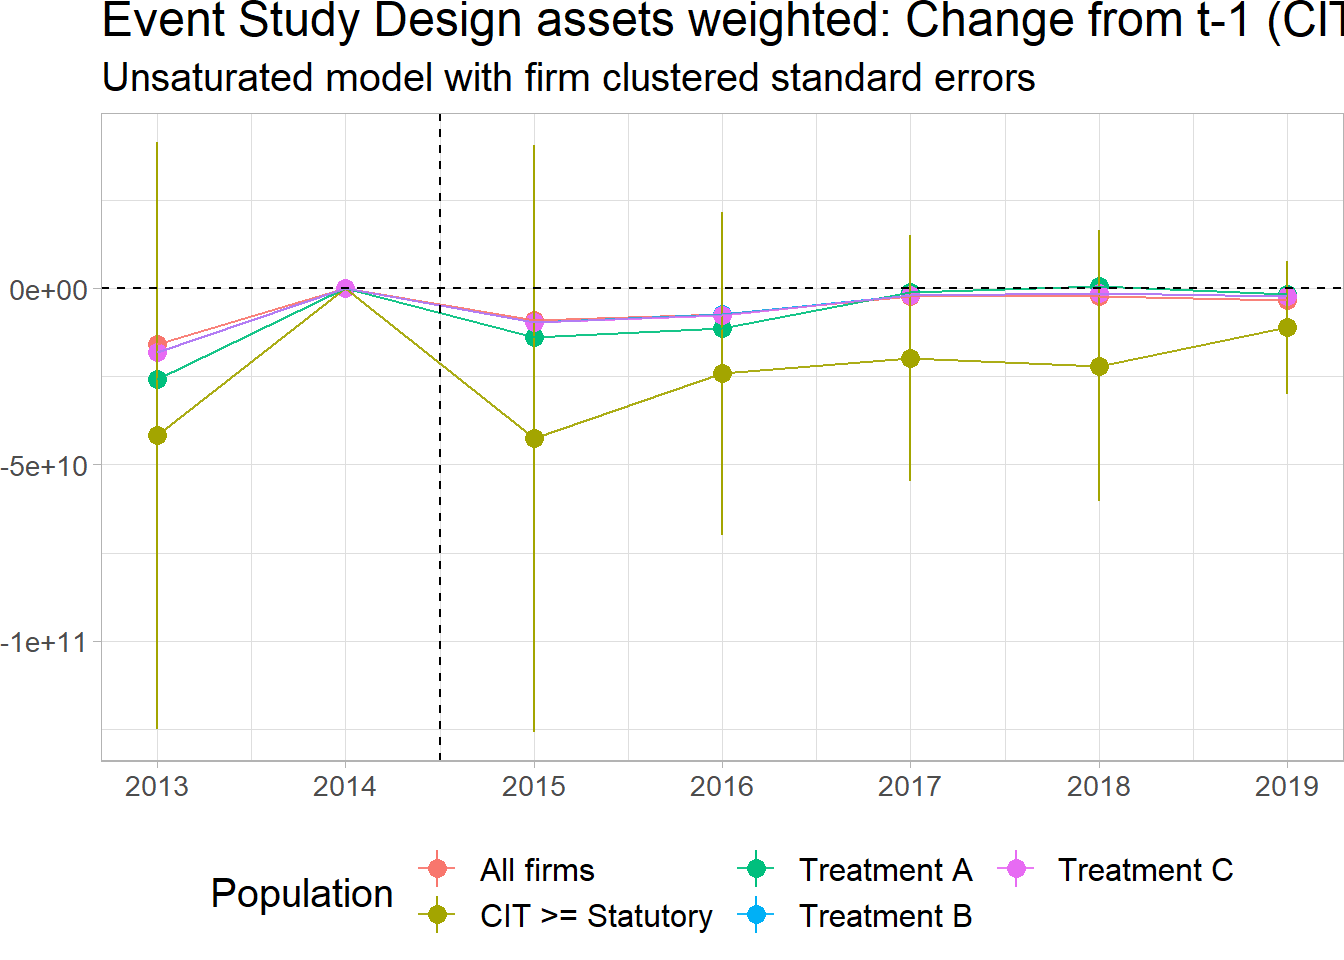 Event Study Design assets weighted: Change from t-1 (CIT
Unsaturated model with firm clustered standard errors
0e+00
-5e+10
-1e+11
2013 2014 2015 2016 2017 2018 2019
Population
All firms Treatment A Treatment C
CIT >= Statutory Treatment B